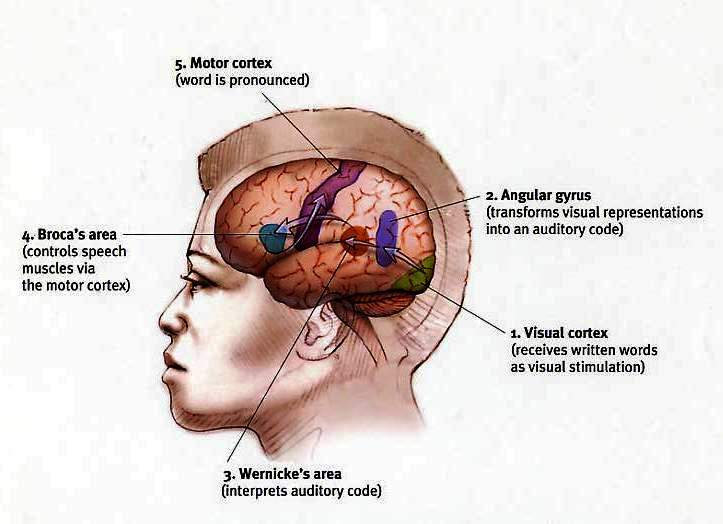 5. Motor cortex
(word is pronounced)
2. Angular gyrus
(transforms visual representations
into an auditory code)
4. Broca's area
(controls speech
muscles via
the motor cortex)
1. Visual cortex
(receives written words
as visual stimulation)
3. Wernicke's area
(interprets auditory code)